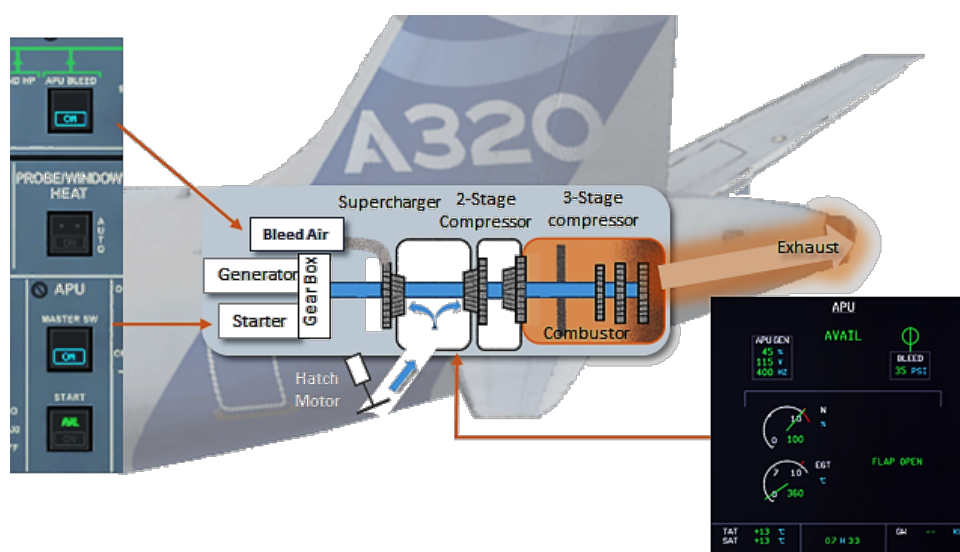 APU BLEED
ON
PROBE/WINDOW
HEAT
AUTO
ON
APU
MASTER SW
ON
START
AVAIL
ON
A320
Supercharger
2-Stage
Compressor
3-Stage
compressor
Bleed Air
Generator
Gear Box
Starter
Combustor
Exhaust
Hatch
Motor
APU
AVAIL
APU GEN
45 %
115 V
400 HZ
BLEED
35 PSI
N
%
10
0
100
EGT
°C
7
10
0
360
FLAP OPEN
TAT +13 °C
SAT +13 °C
07 H 33
GW --